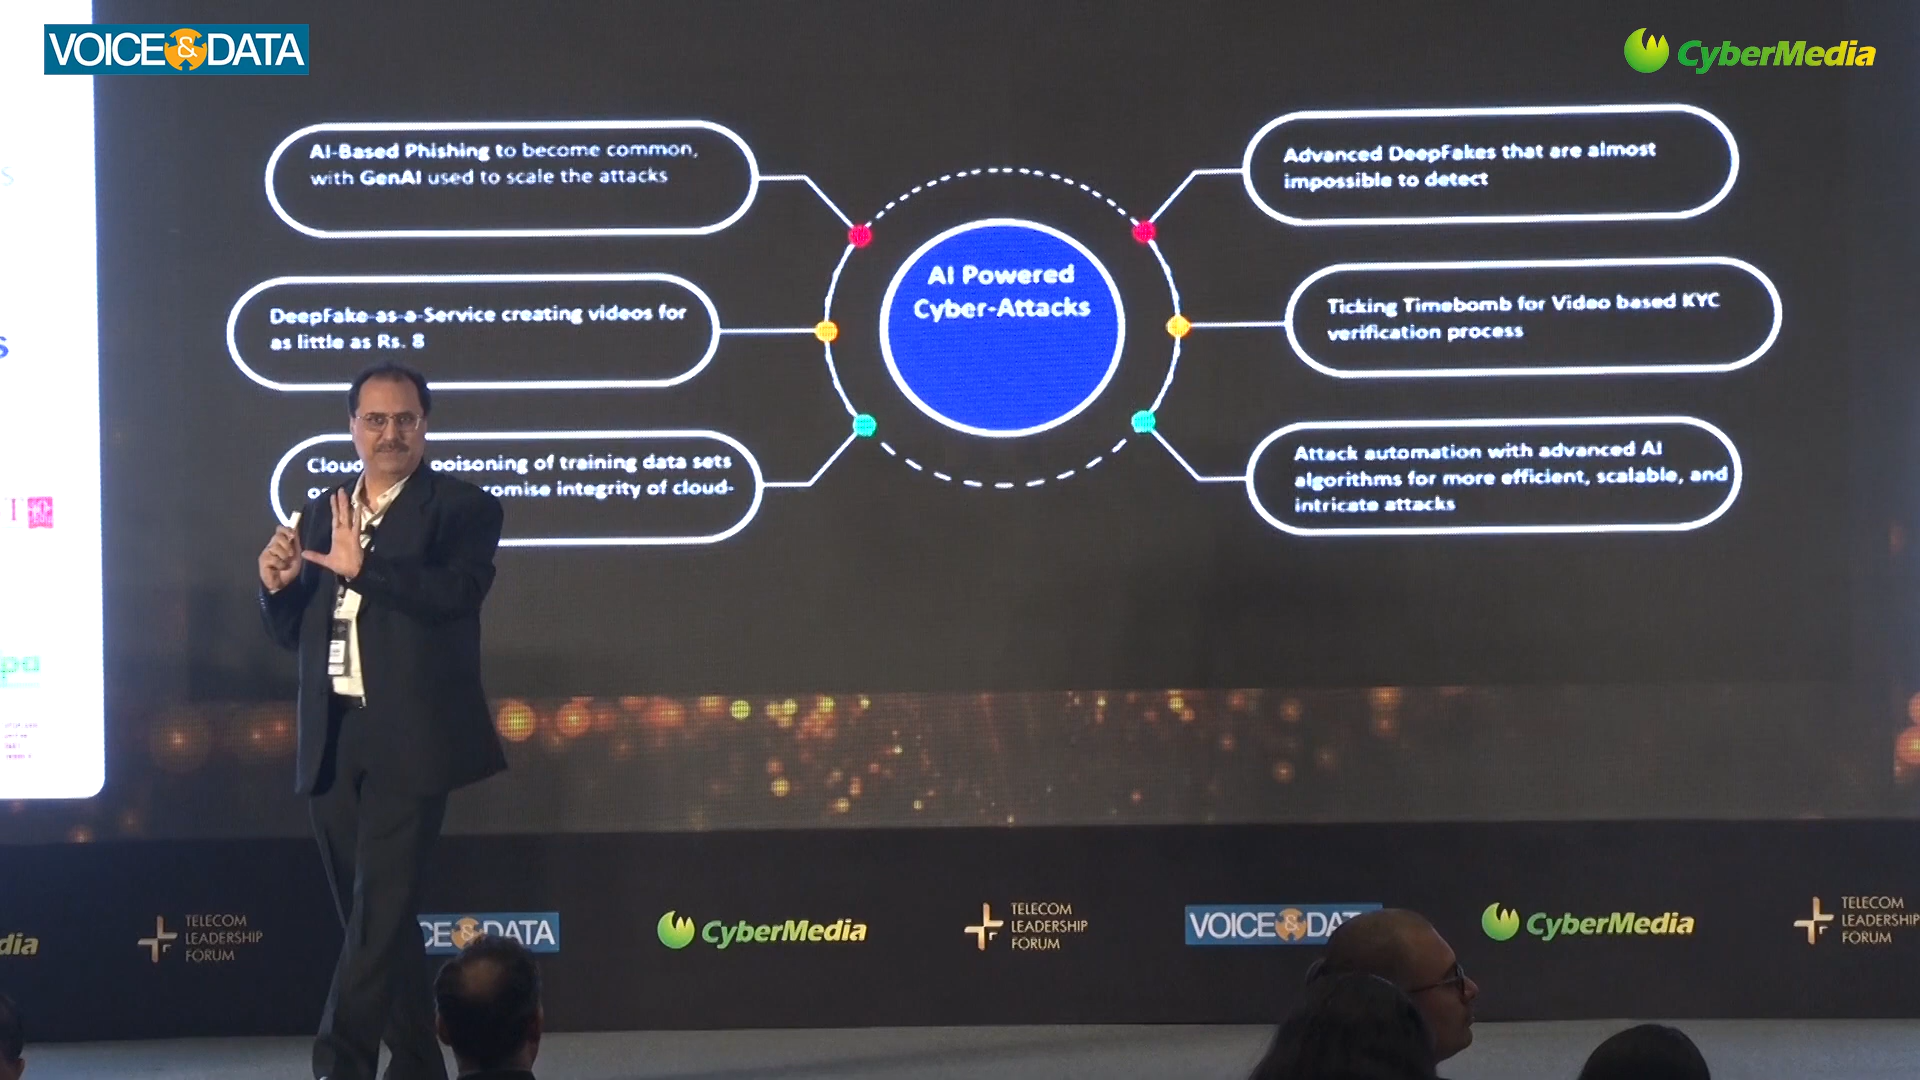 VOICE&DATA
CyberMedia
AI-Based Phishing to become common,
with GenAI used to scale the attacks
DeepFake-as-a-Service creating videos for
as little as Rs. 8
Cloud
poisoning of training data sets
integrity of cloud-
AI Powered
Cyber-Attacks
Advanced DeepFakes that are almost
impossible to detect
Ticking Timebomb for Video based KYC
verification process
Attack automation with advanced AI
algorithms for more efficient, scalable, and
intricate attacks
TELECOM
LEADERSHIP
FORUM
CE&DATA
CyberMedia
TELECOM
LEADERSHIP
FORUM
VOICE&DAT
CyberMedia
TELECOM
LEADERSHIP
FORUM